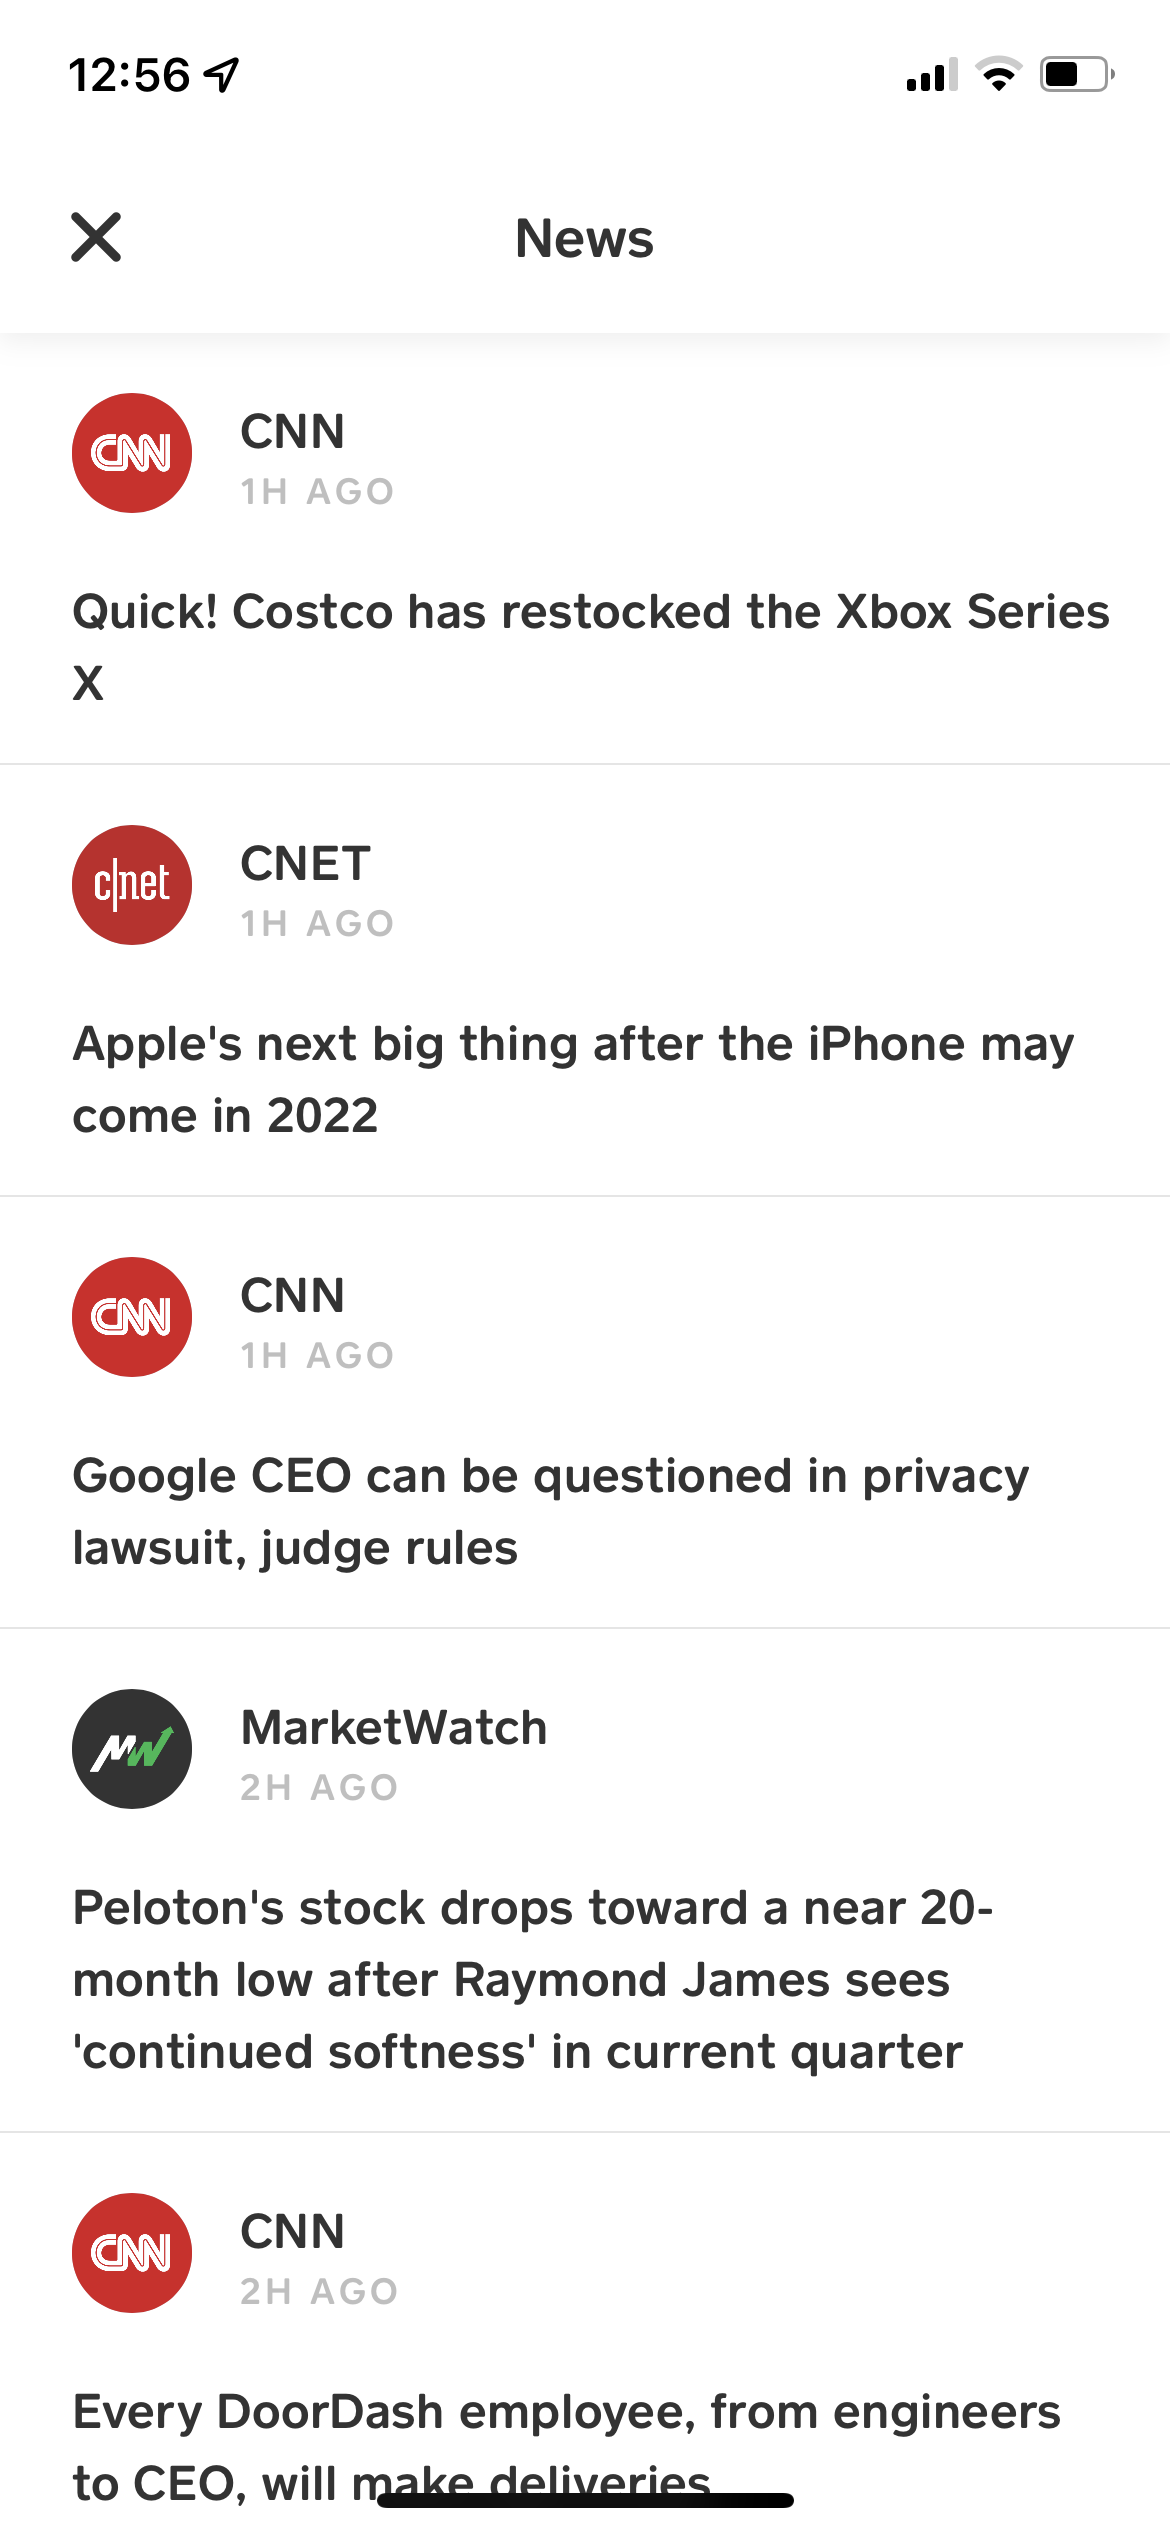 12:56
News
CNN
CNN
1H AGO
Quick! Costco has restocked the Xbox Series
X
cnet
CNET
1H AGO
Apple's next big thing after the iPhone may
come in 2022
CNN
CNN
1H AGO
Google CEO can be questioned in privacy
lawsuit, judge rules
MW
MarketWatch
2H AGO
Peloton's stock drops toward a near 20-
month low after Raymond James sees
'continued softness' in current quarter
CNN
CNN
2H AGO
Every DoorDash employee, from engineers
to CEO, will make deliveries